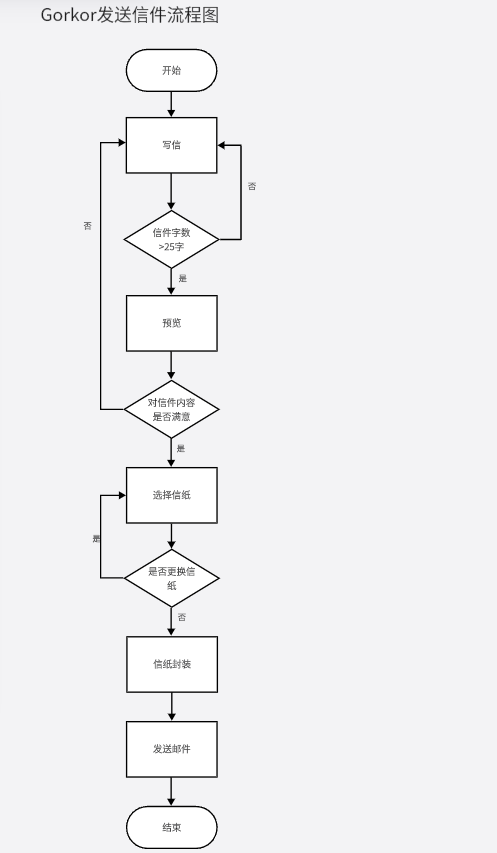 Gorkor发送信件流程图
开始
写信
否
否
信件字数
>25字
是
预览
对信件内容
是否满意
是
选择信纸
是
是否更换信
纸
否
信纸封装
发送邮件
结束